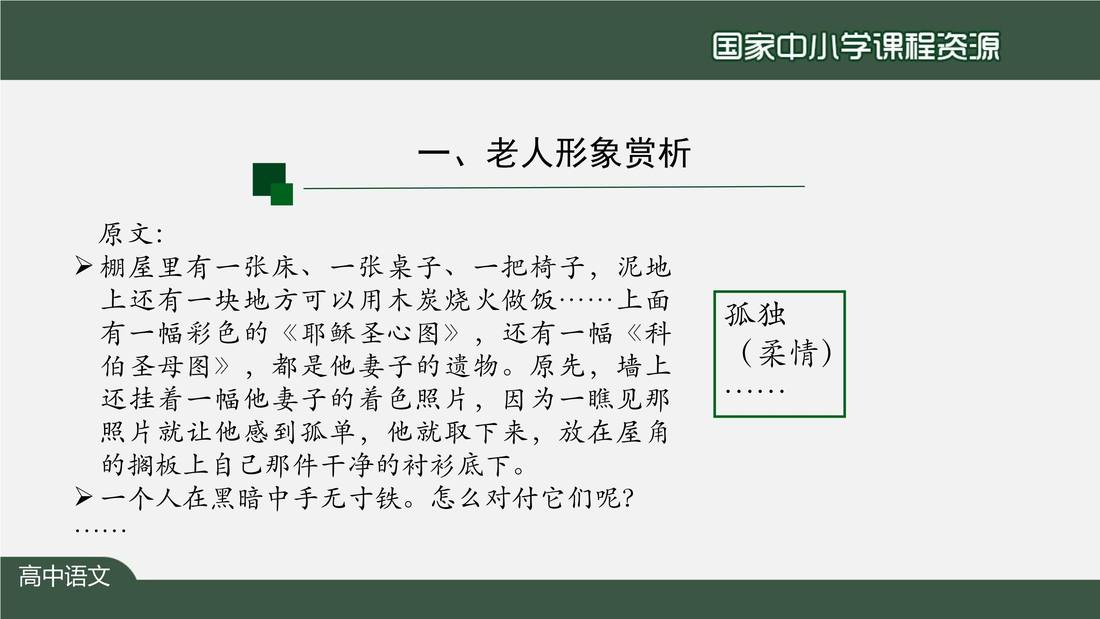 国家中小学课程资源
一、老人形象赏析
原文：
➢棚屋里有一张床、一张桌子、一把椅子，泥地
上还有一块地方可以用木炭烧火做饭……上面
有一幅彩色的《耶稣圣心图》，还有一幅《科
伯圣母图》，都是他妻子的遗物。原先，墙上
还挂着一幅他妻子的着色照片，因为一瞧见那
照片就让他感到孤单，他就取下来，放在屋角
的搁板上自己那件干净的衬衫底下。
➢一个人在黑暗中手无寸铁。怎么对付它们呢？
……
孤独
（柔情）
……
高中语文